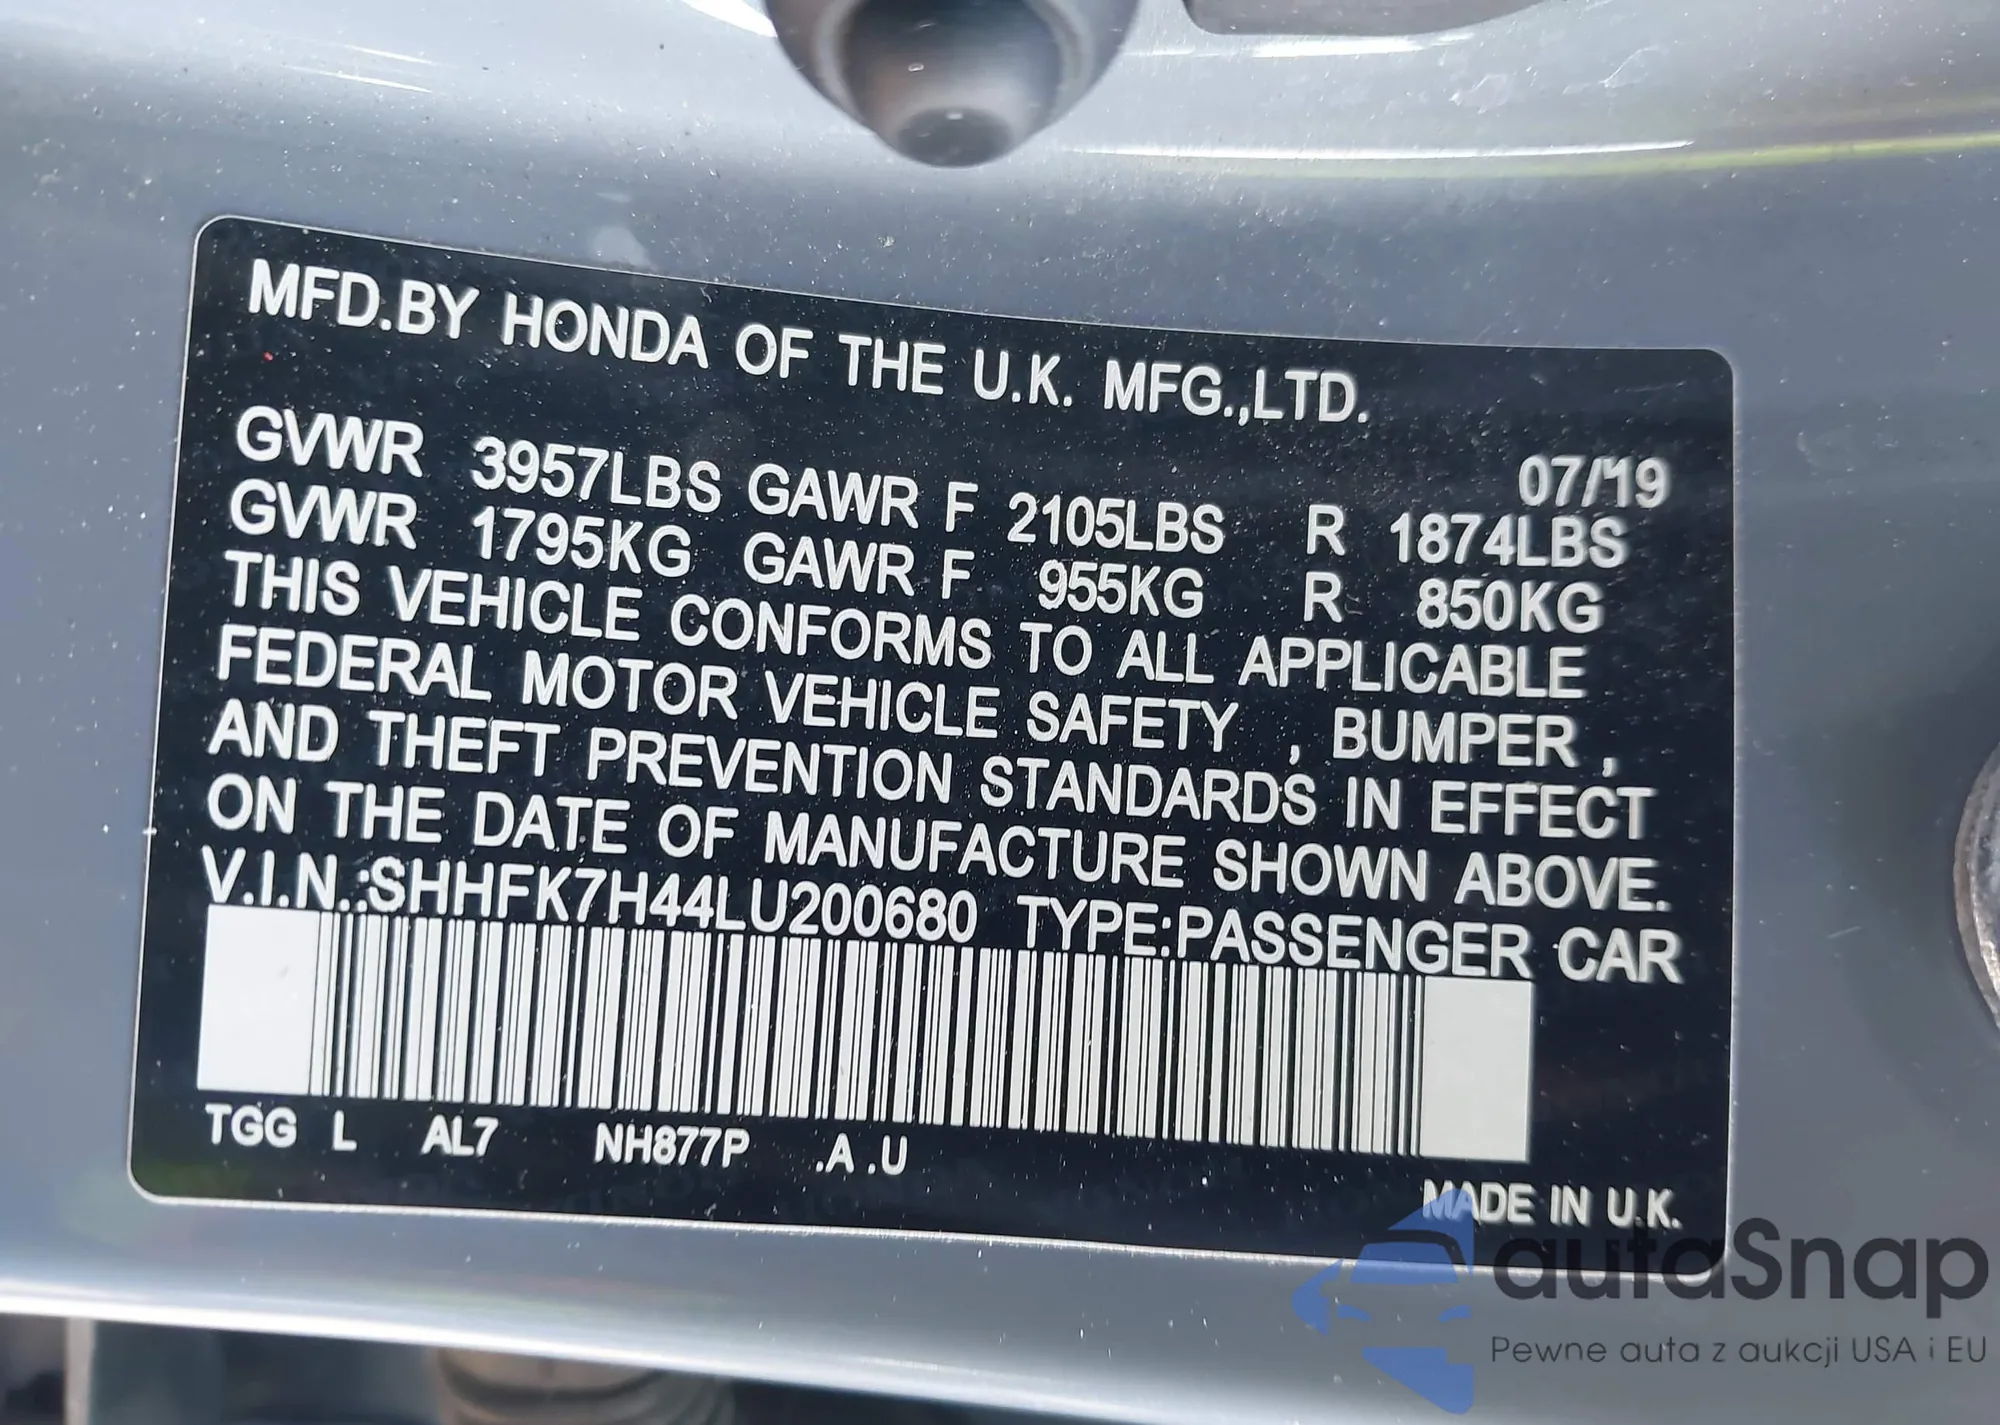 MFD.BY HONDA OF THE U.K. MFG.,LTD.
07/19
GVWR 3957LBS GAWR F 2105LBS R 1874LBS
GVWR 1795KG GAWR F 955KG R 850KG
THIS VEHICLE CONFORMS TO ALL APPLICABLE
FEDERAL MOTOR VEHICLE SAFETY , BUMPER ,
AND THEFT PREVENTION STANDARDS IN EFFECT
ON THE DATE OF MANUFACTURE SHOWN ABOVE.
V.I.N.:SHHFK7H44LU200680 TYPE:PASSENGER CAR
TGG L AL7 NH877P .A .U
MADE IN U.K.
autaSnap
Pewne auta z aukcji USA i EU